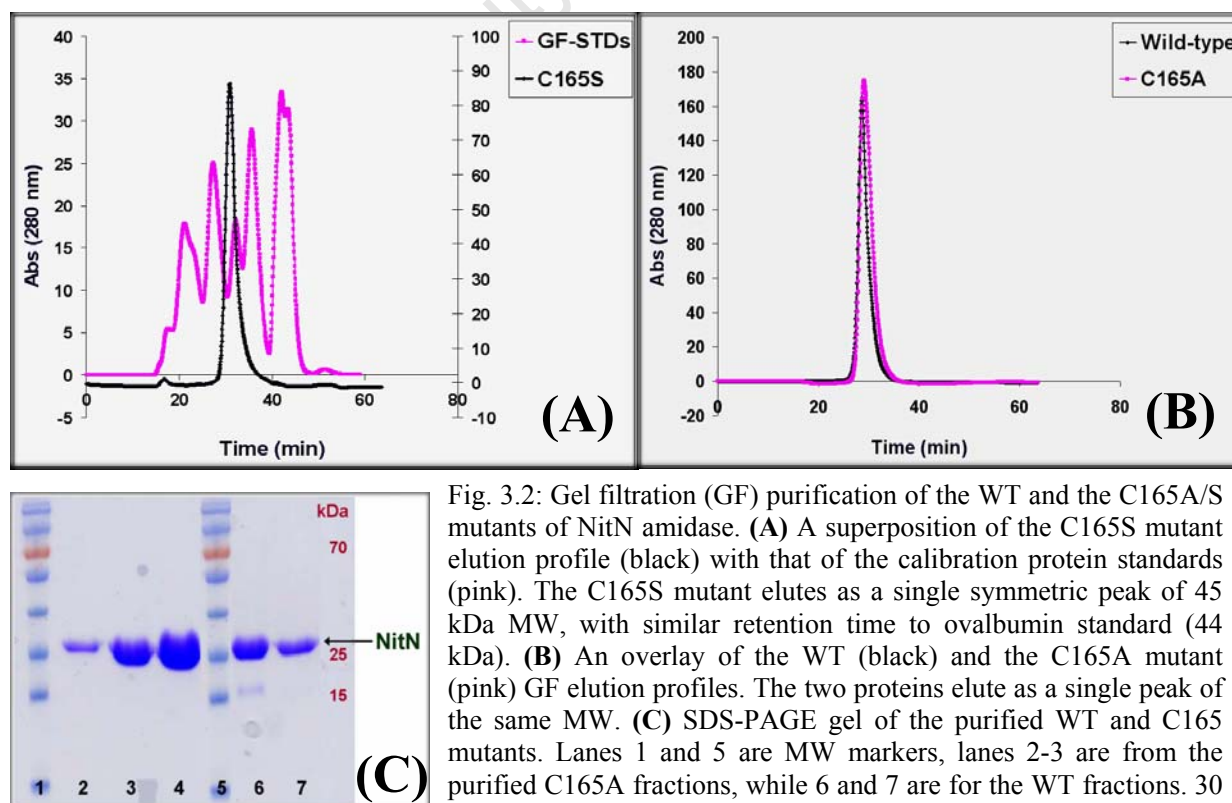 40
35
30
25
20
15
10
5
0
-5
Abs (280 nm)
100
90
80
70
60
50
40
30
20
10
0
-10
0 20 40 60 80
Time (min)
GF-STDs
C165S
(A)
200
180
160
140
120
100
80
60
40
20
0
-20
Abs (280 nm)
0 20 40 60 80
Time (min)
Wild-type
C165A
(B)
kDa
70
NitN
25
15
1 2 3 4 5 6 7
(C)
Fig. 3.2: Gel filtration (GF) purification of the WT and the C165A/S
mutants of NitN amidase. (A) A superposition of the C165S mutant
elution profile (black) with that of the calibration protein standards
(pink). The C165S mutant elutes as a single symmetric peak of 45
kDa MW, with similar retention time to ovalbumin standard (44
kDa). (B) An overlay of the WT (black) and the C165A mutant
(pink) GF elution profiles. The two proteins elute as a single peak of
the same MW. (C) SDS-PAGE gel of the purified WT and C165
mutants. Lanes 1 and 5 are MW markers, lanes 2-3 are from the
purified C165A fractions, while 6 and 7 are for the WT fractions. 30